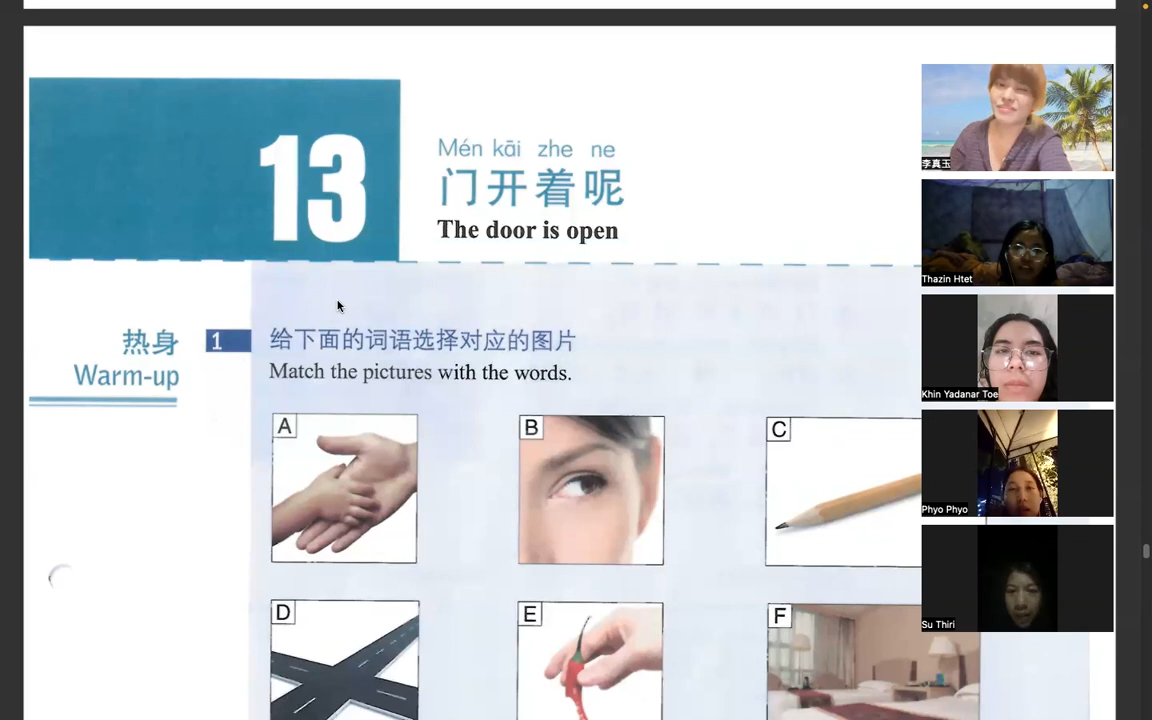 13
Mén kāi zhe ne
门开着呢
The door is open
热身
Warm-up
1
给下面的词语选择对应的图片
Match the pictures with the words.
A
B
C
D
E
F
李真玉
Thazin Htet
Khin Yadanar Toe
Phyo Phyo
Su Thiri